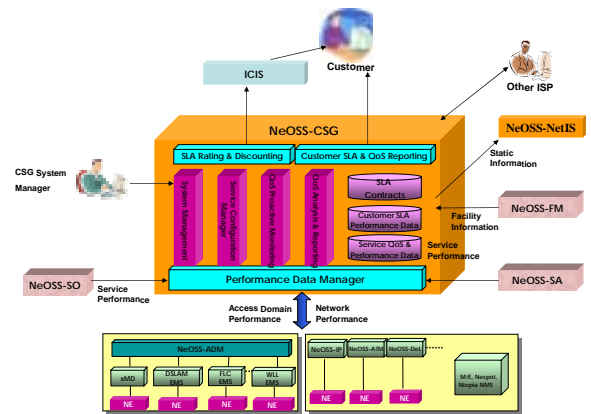 Customer
ICIS
Other ISP
NeOSS-CSG
NeOSS-NetIS
SLA Rating & Discounting
Customer SLA & QoS Reporting
Static
Information
CSG System
Manager
System Management
Service Configuration
Manager
QoS Proactive Monitoring
QoS Analysis & Reporting
SLA
Contracts
Customer SLA
Performance Data
Service QoS &
Performance Data
NeOSS-FM
Facility
Information
Service
Performance
NeOSS-SO
Service
Performance
Performance Data Manager
NeOSS-SA
Access Domain
Performance
Network
Performance
NeOSS-ADM
xMD
DSLAM
EMS
FLC
EMS
WLL
EMS
NE
NE
NE
NE
NeOSS-IP
NeOSS-ATM
NeOSS-DeL
NE
NE
NE
M/E, Nespot,
Ntopia NMS